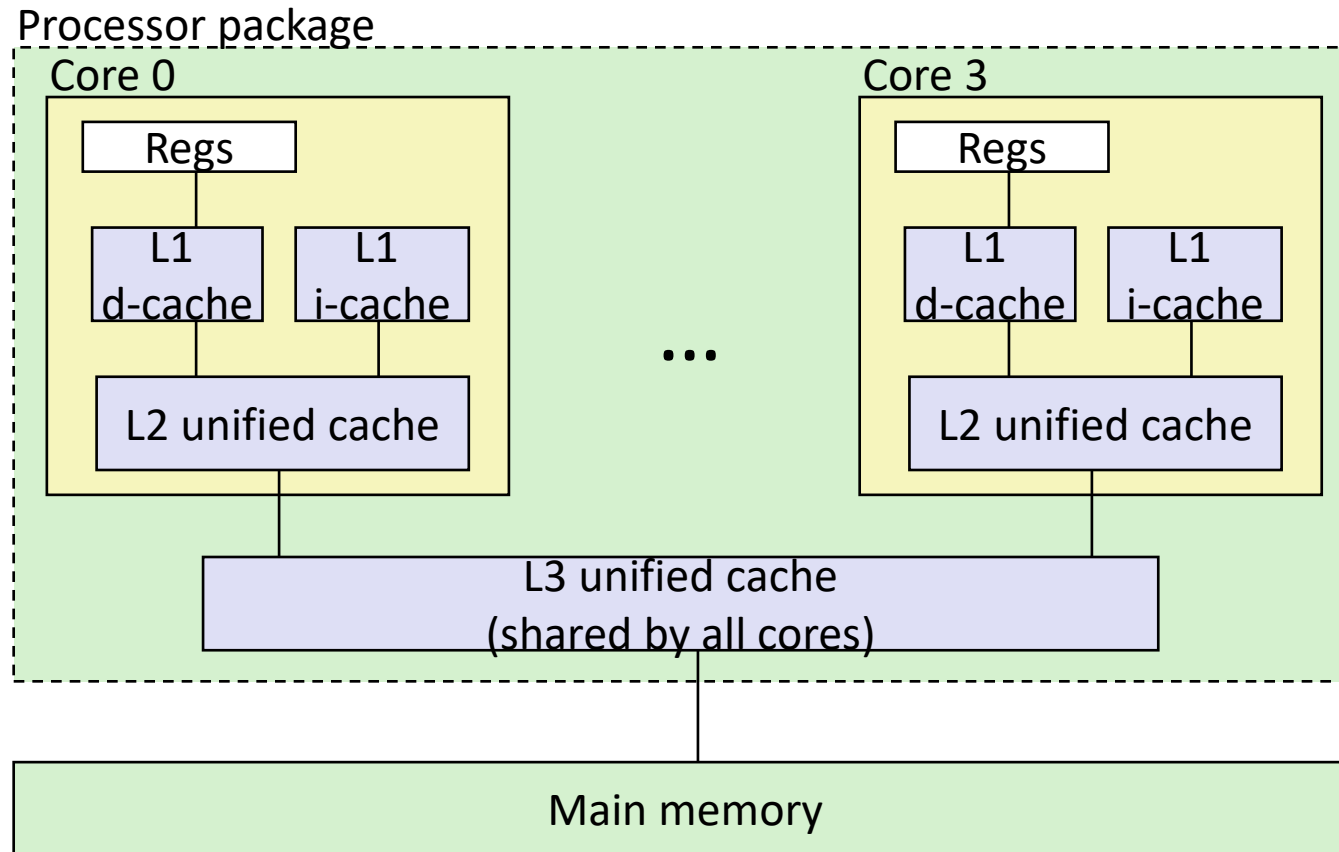 Processor package
Core 0
Core 3
Regs
Regs
L1
d-cache
L1
i-cache
L1
d-cache
L1
i-cache
...
L2 unified cache
L2 unified cache
L3 unified cache
(shared by all cores)
Main memory